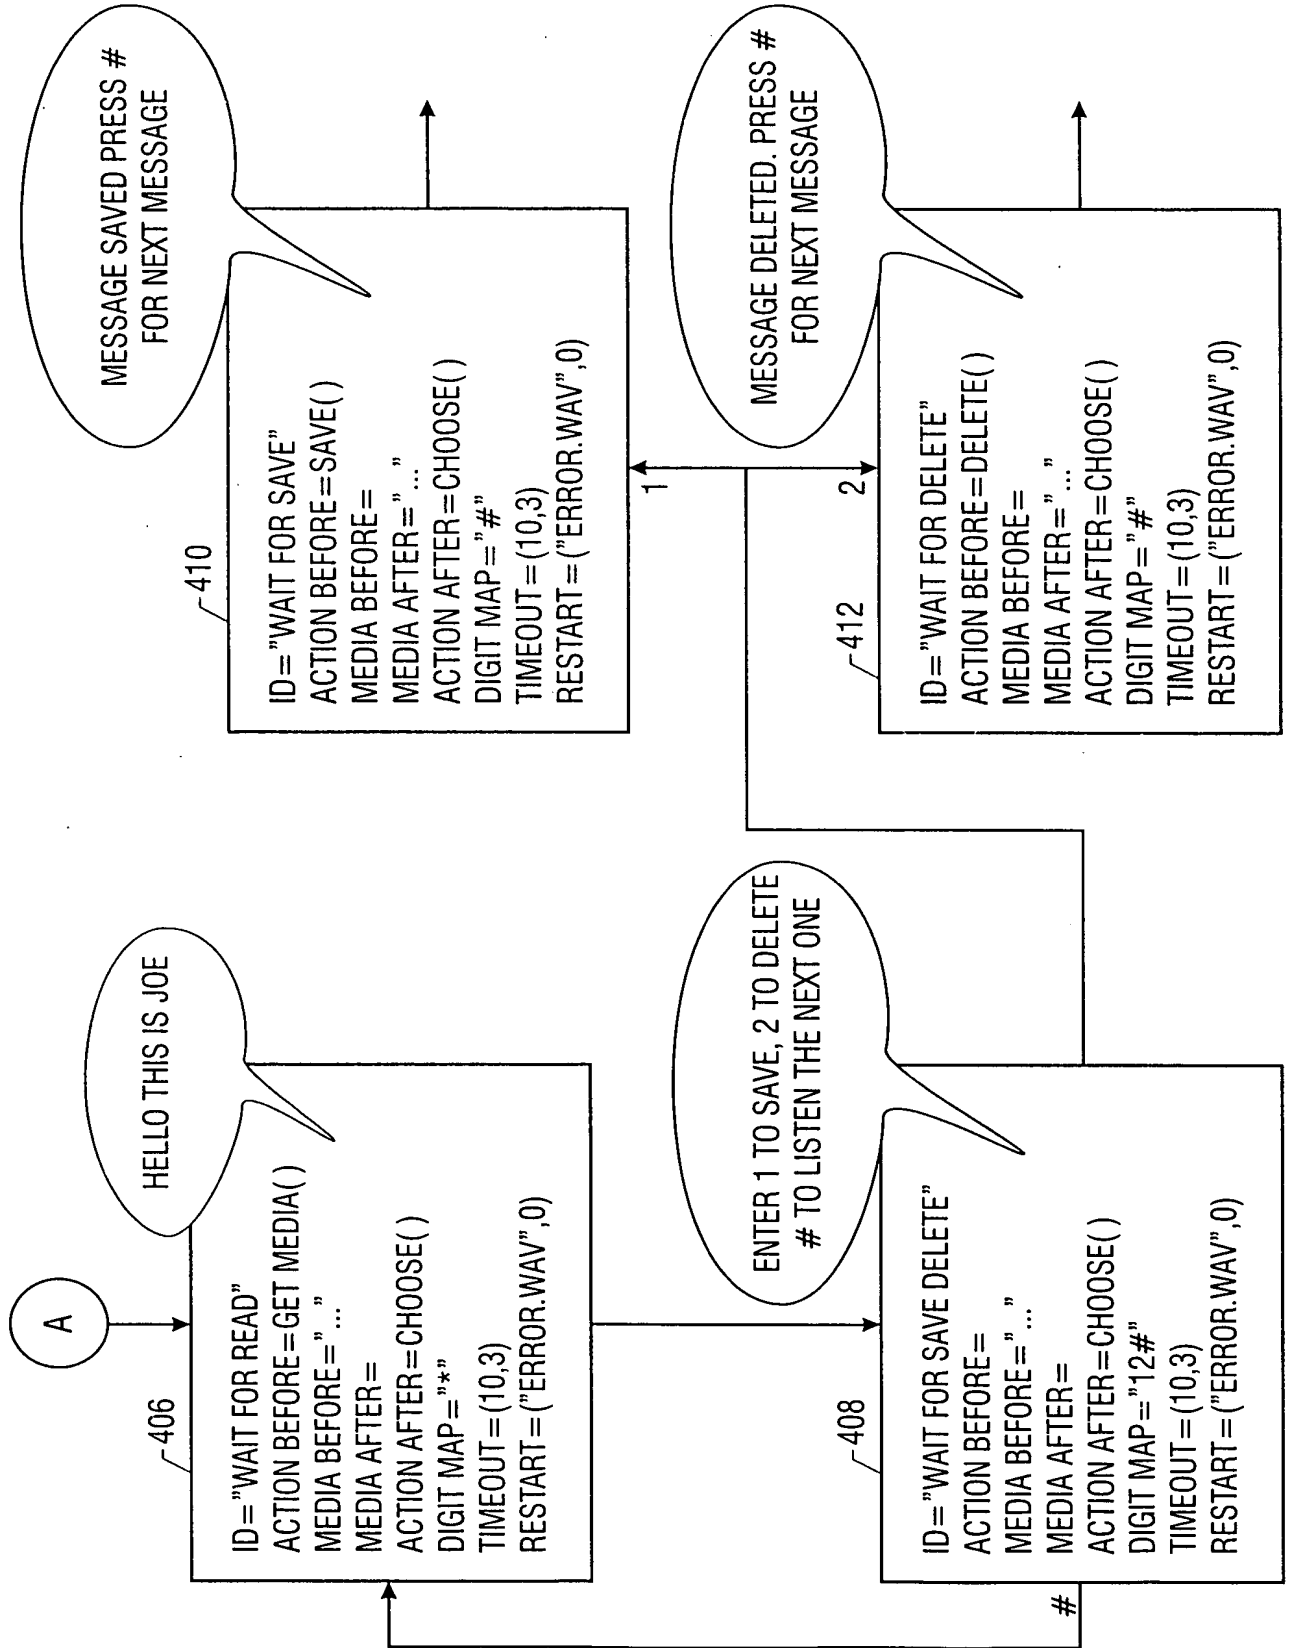 A
HELLO THIS IS JOE
406
ID="WAIT FOR READ"
ACTION BEFORE=GET MEDIA( )
MEDIA BEFORE=" ... "
MEDIA AFTER=
ACTION AFTER=CHOOSE( )
DIGIT MAP="*"
TIMEOUT=(10,3)
RESTART=("ERROR.WAV",0)
ENTER 1 TO SAVE, 2 TO DELETE
# TO LISTEN THE NEXT ONE
408
ID="WAIT FOR SAVE DELETE"
ACTION BEFORE=
MEDIA BEFORE=" ... "
MEDIA AFTER=
ACTION AFTER=CHOOSE( )
DIGIT MAP="12#"
TIMEOUT=(10,3)
RESTART=("ERROR.WAV",0)
#
MESSAGE SAVED PRESS #
FOR NEXT MESSAGE
410
ID="WAIT FOR SAVE"
ACTION BEFORE=SAVE( )
MEDIA BEFORE=
MEDIA AFTER=" ... "
ACTION AFTER=CHOOSE( )
DIGIT MAP="#"
TIMEOUT=(10,3)
RESTART=("ERROR.WAV",0)
1
2
MESSAGE DELETED. PRESS #
FOR NEXT MESSAGE
412
ID="WAIT FOR DELETE"
ACTION BEFORE=DELETE( )
MEDIA BEFORE=
MEDIA AFTER=" ... "
ACTION AFTER=CHOOSE( )
DIGIT MAP="#"
TIMEOUT=(10,3)
RESTART=("ERROR.WAV",0)